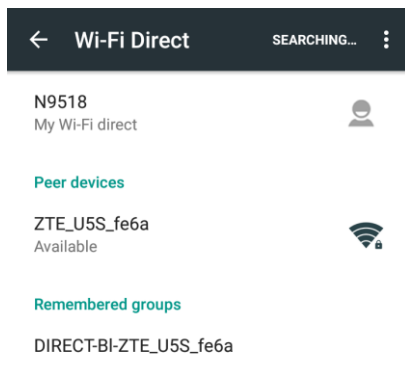 Wi-Fi Direct SEARCHING...
N9518
My Wi-Fi direct
Peer devices
ZTE_U5S_fe6a
Available
Remembered groups
DIRECT-BI-ZTE_U5S_fe6a